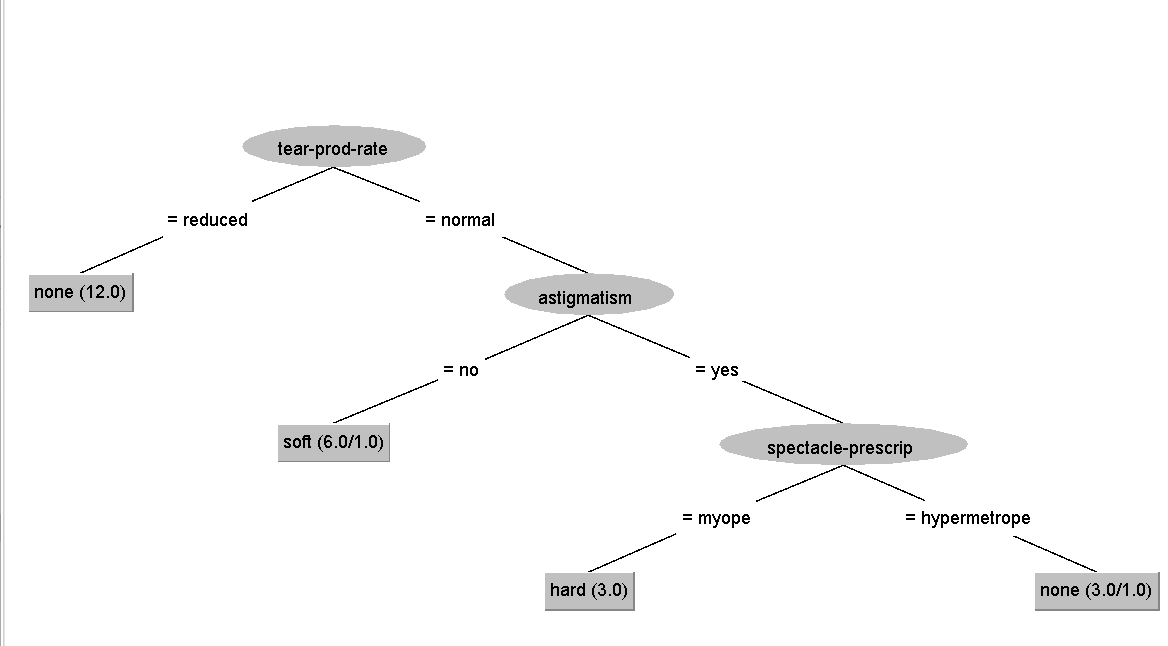 tear-prod-rate
= reduced
= normal
none (12.0)
astigmatism
= no
= yes
soft (6.0/1.0)
spectacle-prescrip
= myope
= hypermetrope
hard (3.0)
none (3.0/1.0)